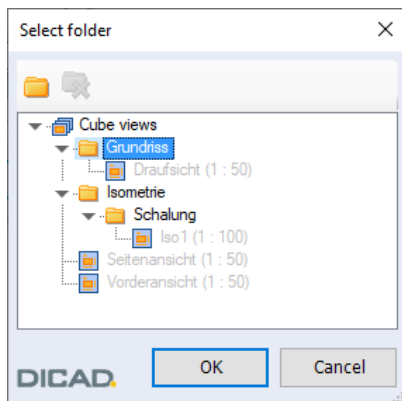 Select folder
Cube views
Grundriss
Draufsicht (1 : 50)
Isometrie
Schalung
Iso1 (1 : 100)
Seitenansicht (1 : 50)
Vorderansicht (1 : 50)
DICAD.
OK
Cancel